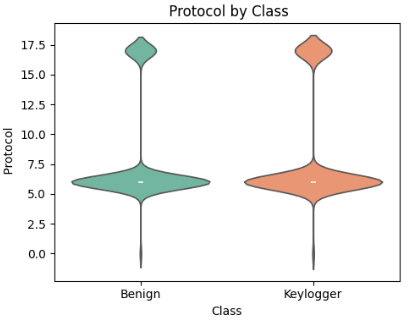 Protocol by Class
17.5
15.0
12.5
10.0
7.5
5.0
2.5
0.0
Protocol
Benign
Keylogger
Class